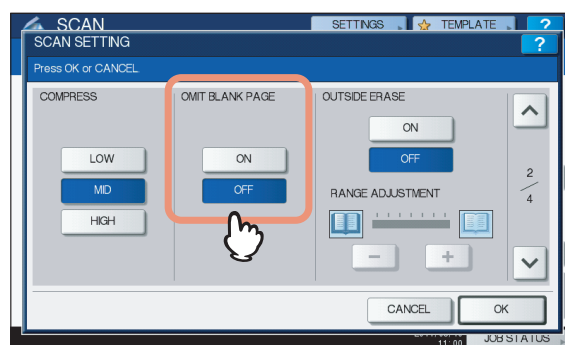 SCAN
SETTINGS
TEMPLATE
?
SCAN SETTING
?
Press OK or CANCEL
COMPRESS
LOW
MID
HIGH
OMIT BLANK PAGE
ON
OFF
OUTSIDE ERASE
ON
OFF
RANGE ADJUSTMENT
-
+
2
4
CANCEL
OK
11:00
JOB STATUS